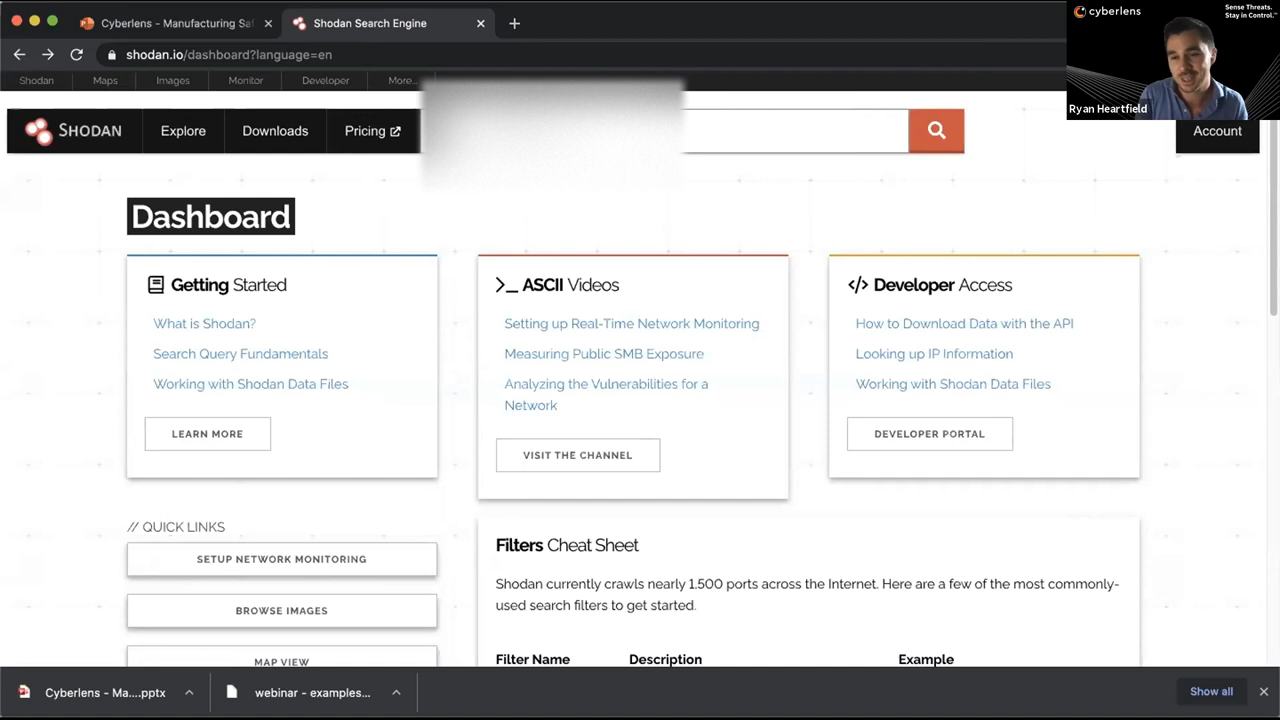 Cyberlens - Manufacturing Sa
Shodan Search Engine
cyberlens
Sense Threats.
Stay in Control.™
shodan.io/dashboard?language=en
Shodan
Maps
Images
Monitor
Developer
More...
Ryan Heartfield
SHODAN
Explore
Downloads
Pricing
Account
Dashboard
Getting Started
What is Shodan?
Search Query Fundamentals
Working with Shodan Data Files
LEARN MORE
>_ ASCII Videos
Setting up Real-Time Network Monitoring
Measuring Public SMB Exposure
Analyzing the Vulnerabilities for a
Network
VISIT THE CHANNEL
</> Developer Access
How to Download Data with the API
Looking up IP Information
Working with Shodan Data Files
DEVELOPER PORTAL
// QUICK LINKS
SETUP NETWORK MONITORING
BROWSE IMAGES
MAP VIEW
Filters Cheat Sheet
Shodan currently crawls nearly 1,500 ports across the Internet. Here are a few of the most commonly-
used search filters to get started.
Filter Name
Description
Example
Cyberlens - Ma....pptx
webinar - examples...
Show all